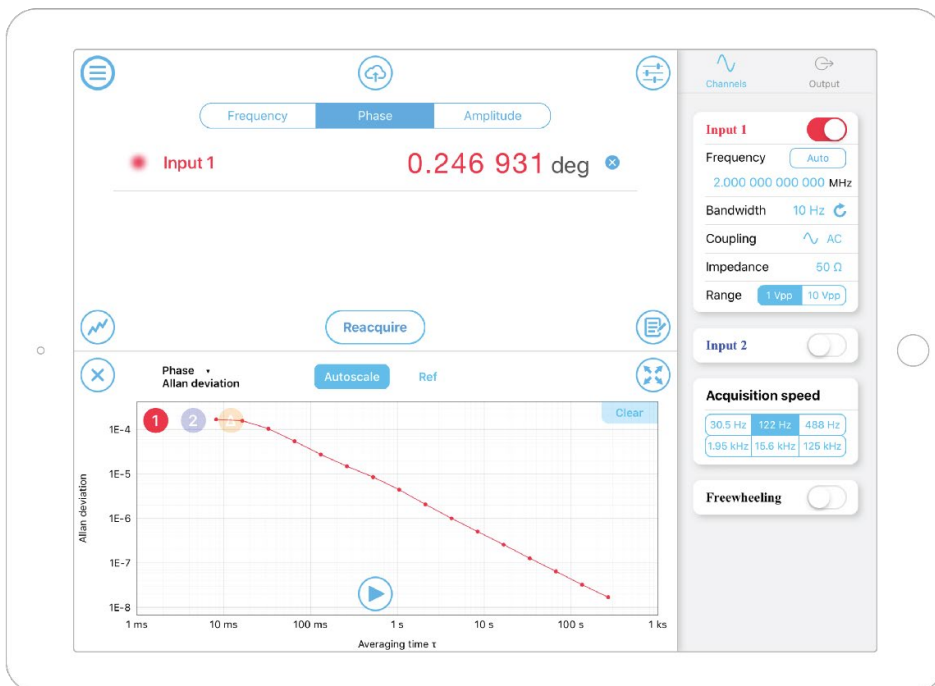 Channels Output
Frequency Phase Amplitude
Input 1 0.246 931 deg
Reacquire
Phase
Allan deviation
Autoscale Ref
Clear
1 2 Δ
Allan deviation
1E-4
1E-5
1E-6
1E-7
1E-8
1 ms 10 ms 100 ms 1 s 10 s 100 s 1 ks
Averaging time τ
Input 1
Frequency Auto
2.000 000 000 000 MHz
Bandwidth 10 Hz
Coupling AC
Impedance 50 Ω
Range 1 Vpp 10 Vpp
Input 2
Acquisition speed
30.5 Hz 122 Hz 488 Hz
1.95 kHz 15.6 kHz 125 kHz
Freewheeling